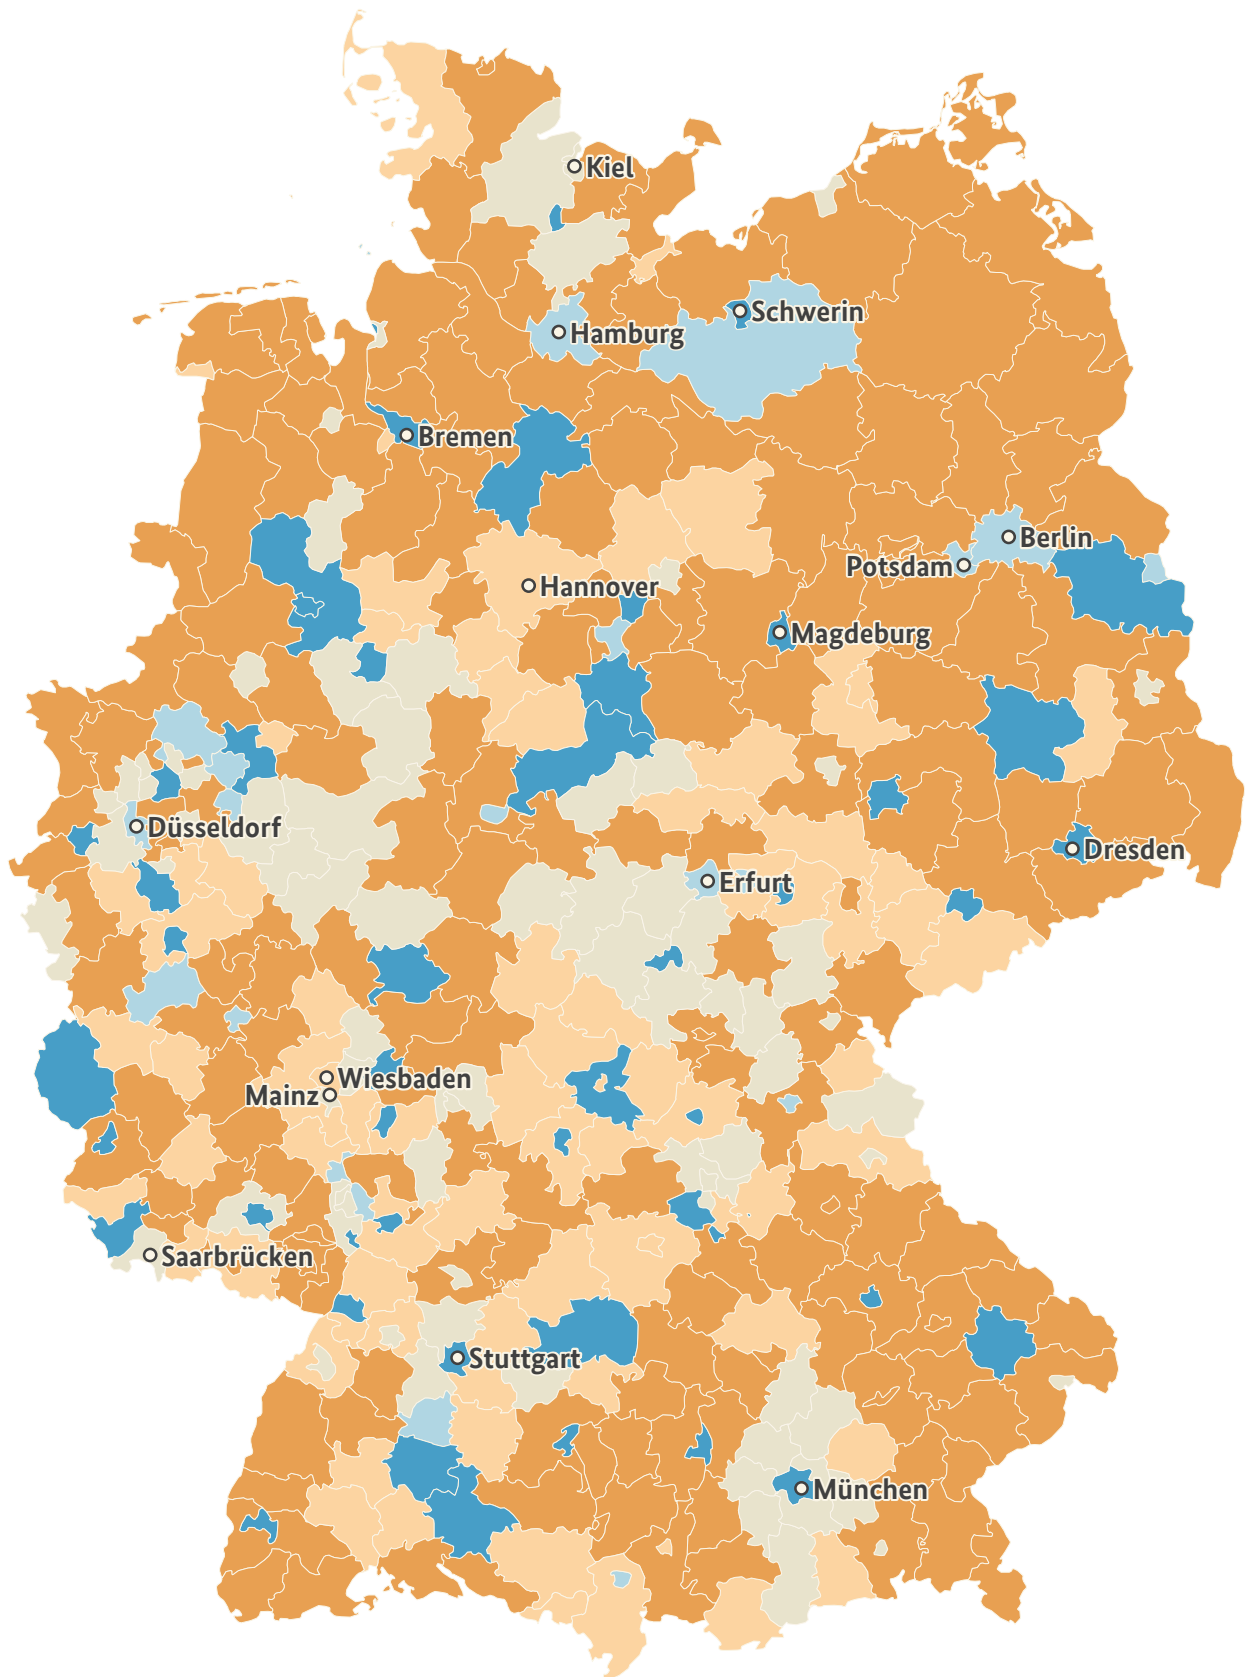 Kiel
Schwerin
Hamburg
Bremen
Berlin
Potsdam
Hannover
Magdeburg
Düsseldorf
Dresden
Erfurt
Wiesbaden
Mainz
Saarbrücken
Stuttgart
München